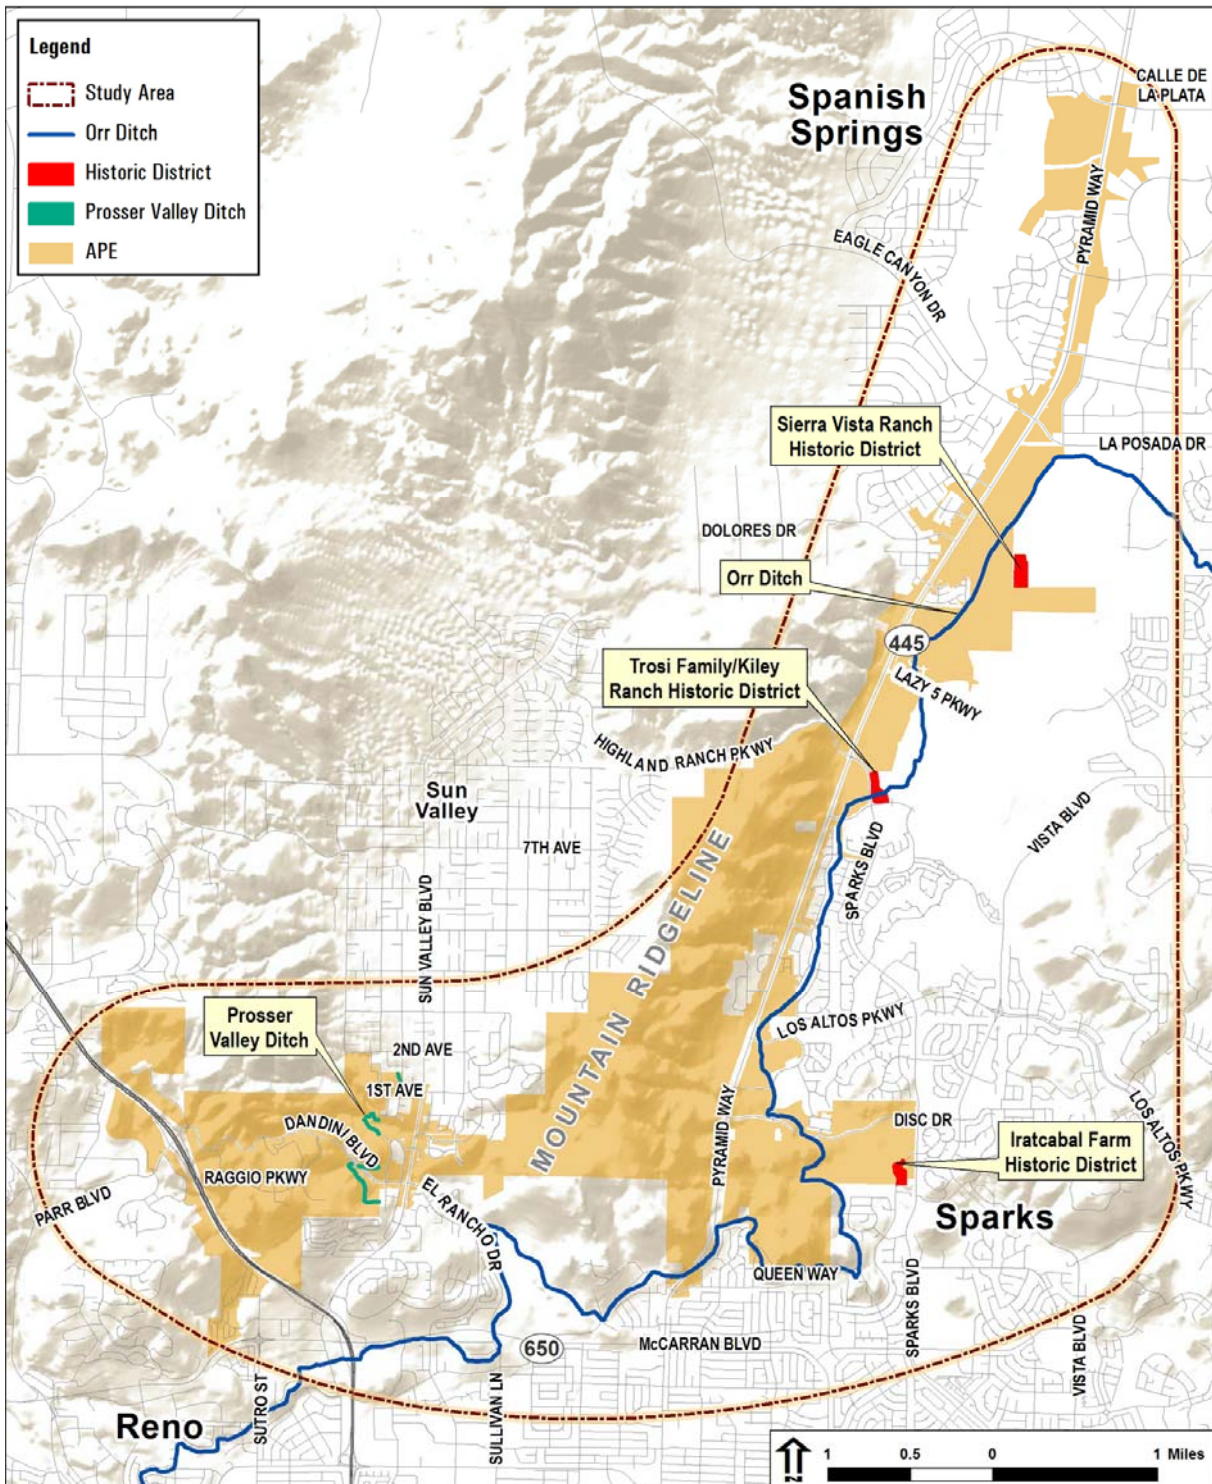 Legend
Study Area
Orr Ditch
Historic District
Prosser Valley Ditch
APE
Spanish
Springs
CALLE DE
LA PLATA
PYRAMID WAY
EAGLE CANYON DR
Sierra Vista Ranch
Historic District
LA POSADA DR
DOLORES DR
Orr Ditch
445
Trosi Family/Kiley
Ranch Historic District
LAZY 5 PKWY
HIGHLAND RANCH PKWY
Sun
Valley
7TH AVE
VISTA BLVD
SPARKS BLVD
MOUNTAIN RIDGELINE
SUN VALLEY BLVD
Prosser
Valley Ditch
LOS ALTOS PKWY
2ND AVE
1ST AVE
DANDINI BLVD
DISC DR
LOS ALTOS PKWY
Iratcabal Farm
Historic District
RAGGIO PKWY
PYRAMID WAY
PARR BLVD
EL RANCHO DR
Sparks
QUEEN WAY
SPARKS BLVD
650
McCARRAN BLVD
VISTA BLVD
SUTRO ST
SULLIVAN LN
Reno
N
1 0.5 0 1 Miles